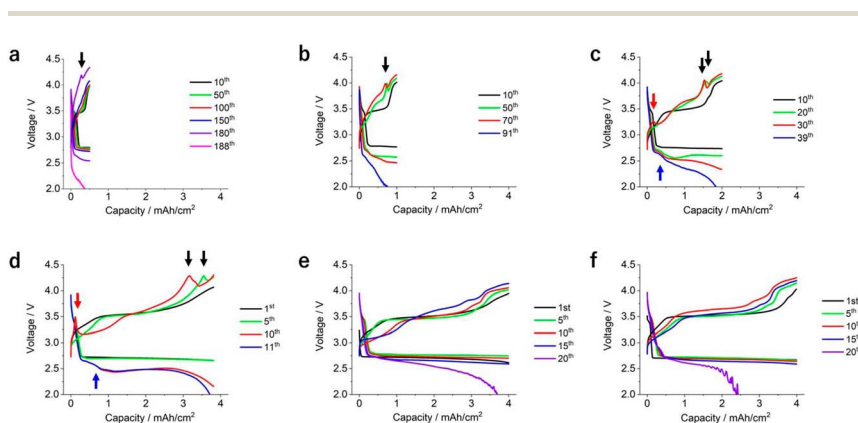 a
4.5
4.0
3.5
3.0
2.5
2.0
Voltage / V
10th
50th
100th
150th
180th
188th
0 1 2 3 4
Capacity / mAh/cm2
b
4.5
4.0
3.5
3.0
2.5
2.0
Voltage / V
10th
50th
70th
91th
0 1 2 3 4
Capacity / mAh/cm2
c
4.5
4.0
3.5
3.0
2.5
2.0
Voltage / V
10th
20th
30th
39th
0 1 2 3 4
Capacity / mAh/cm2
d
4.5
4.0
3.5
3.0
2.5
2.0
Voltage / V
1st
5th
10th
11th
0 1 2 3 4
Capacity / mAh/cm2
e
4.5
4.0
3.5
3.0
2.5
2.0
Voltage / V
1st
5th
10th
15th
20th
0 1 2 3 4
Capacity / mAh/cm2
f
4.5
4.0
3.5
3.0
2.5
2.0
Voltage / V
1st
5th
10th
15th
20th
0 1 2 3 4
Capacity / mAh/cm2